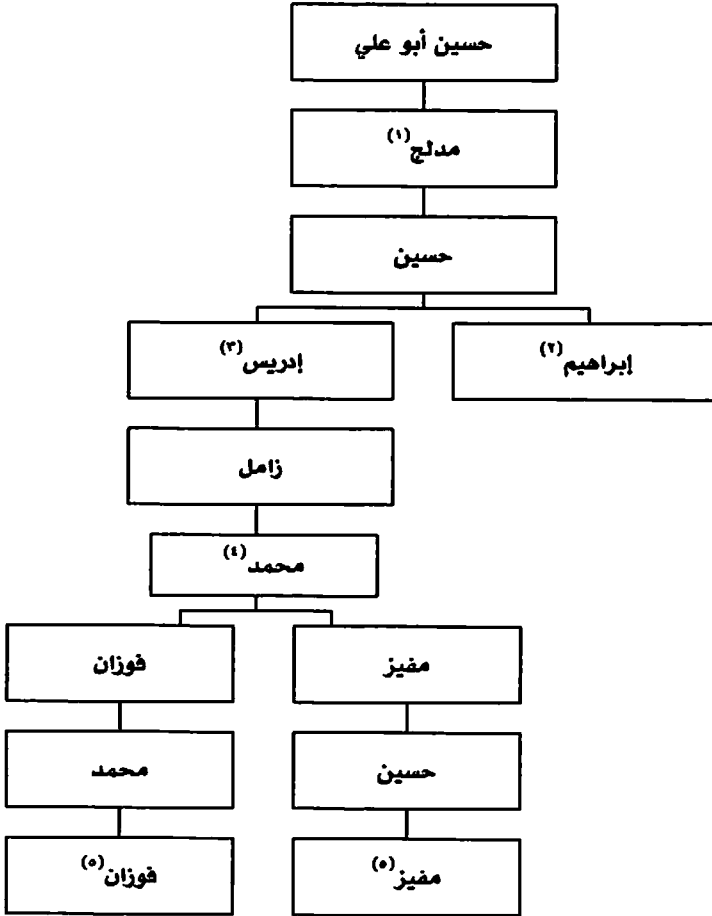 حسين أبو علي
مدلج (١)
حسين
إبراهيم (٢)
إدريس (٣)
زامل
محمد (٤)
مفيز
فوزان
حسين
محمد
مفيز (٥)
فوزان (٥)